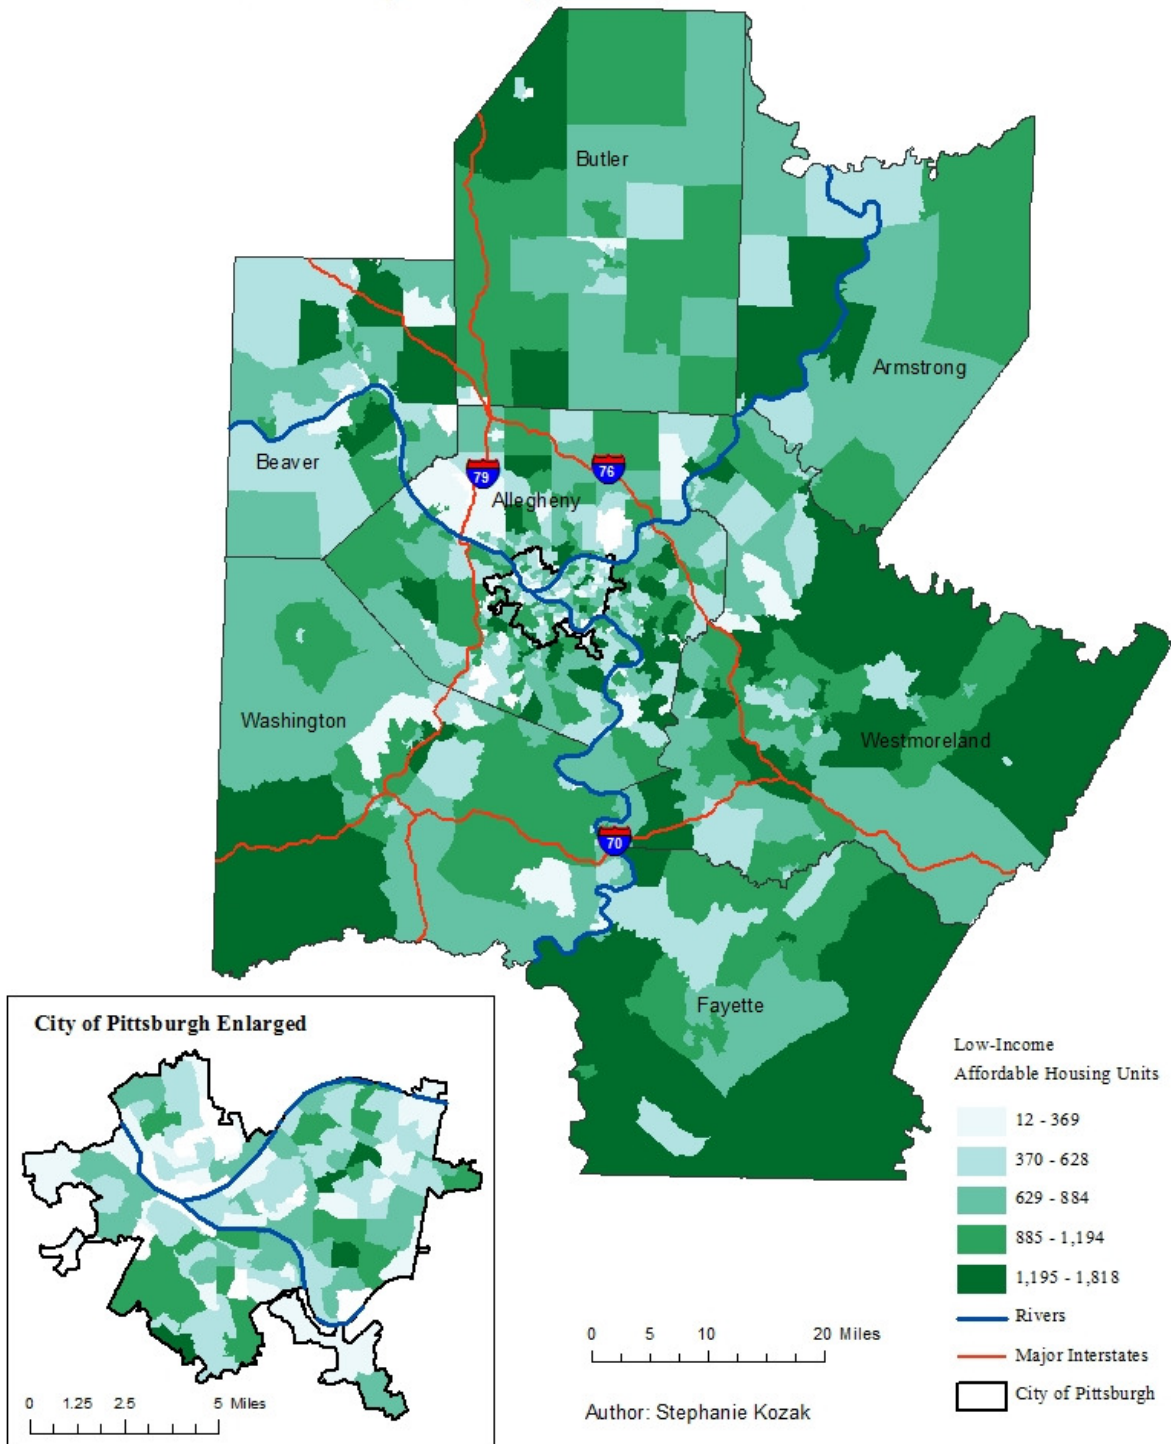 Butler
Armstrong
Beaver
79
76
Allegheny
Washington
Westmoreland
70
Fayette
City of Pittsburgh Enlarged
0 1.25 2.5 5 Miles
Low-Income
Affordable Housing Units
12 - 369
370 - 628
629 - 884
885 - 1,194
1,195 - 1,818
Rivers
Major Interstates
City of Pittsburgh
0 5 10 20 Miles
Author: Stephanie Kozak